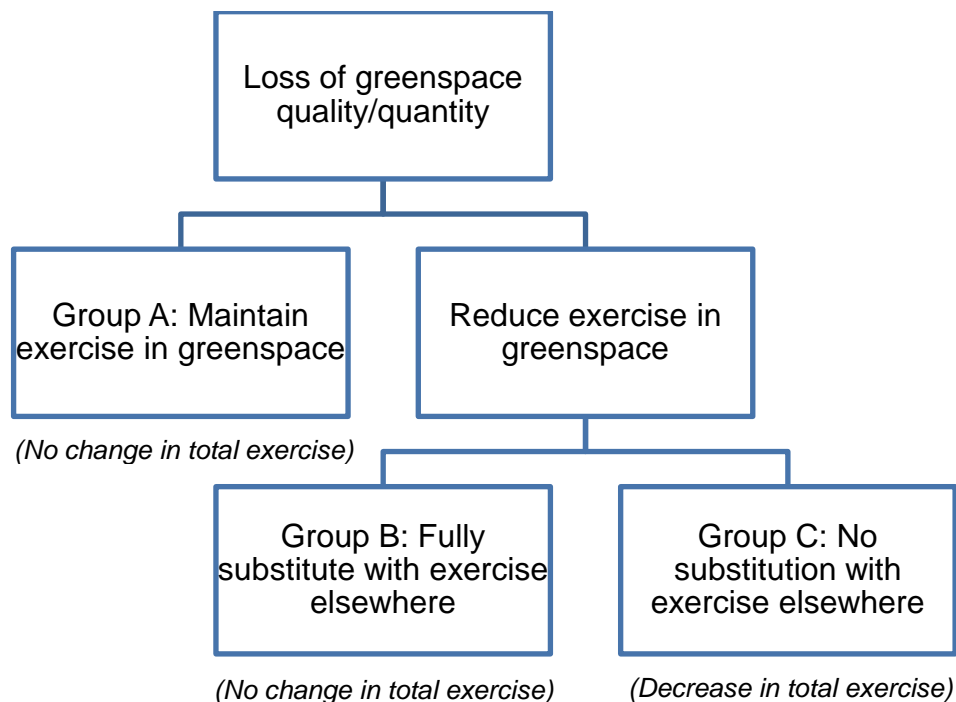 Loss of greenspace
quality/quantity
Group A: Maintain
exercise in greenspace
Reduce exercise in
greenspace
(No change in total exercise)
Group B: Fully
substitute with exercise
elsewhere
Group C: No
substitution with
exercise elsewhere
(No change in total exercise)
(Decrease in total exercise)